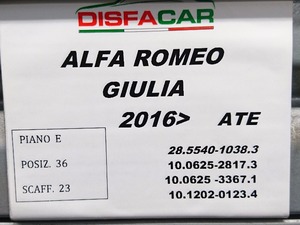 DISFACAR
ALFA ROMEO
GIULIA
2016> ATE
PIANO E
POSIZ. 36
SCAFF. 23
28.5540-1038.3
10.0625-2817.3
10.0625 -3367.1
10.1202-0123.4